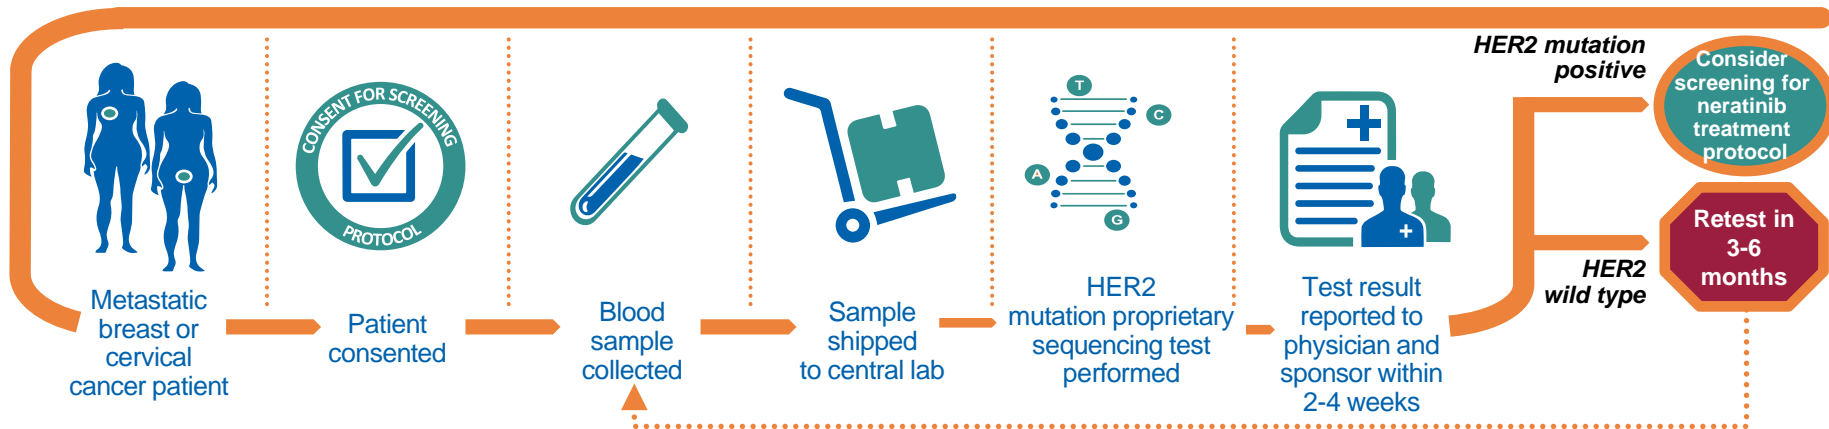 Metastatic
breast or
cervical
cancer patient
CONSENT FOR SCREENING
PROTOCOL
Patient
consented
Blood
sample
collected
Sample
shipped
to central lab
T
C
A
G
HER2
mutation proprietary
sequencing test
performed
Test result
reported to
physician and
sponsor within
2-4 weeks
HER2 mutation
positive
Consider
screening for
neratinib
treatment
protocol
HER2
wild type
Retest in
3-6
months